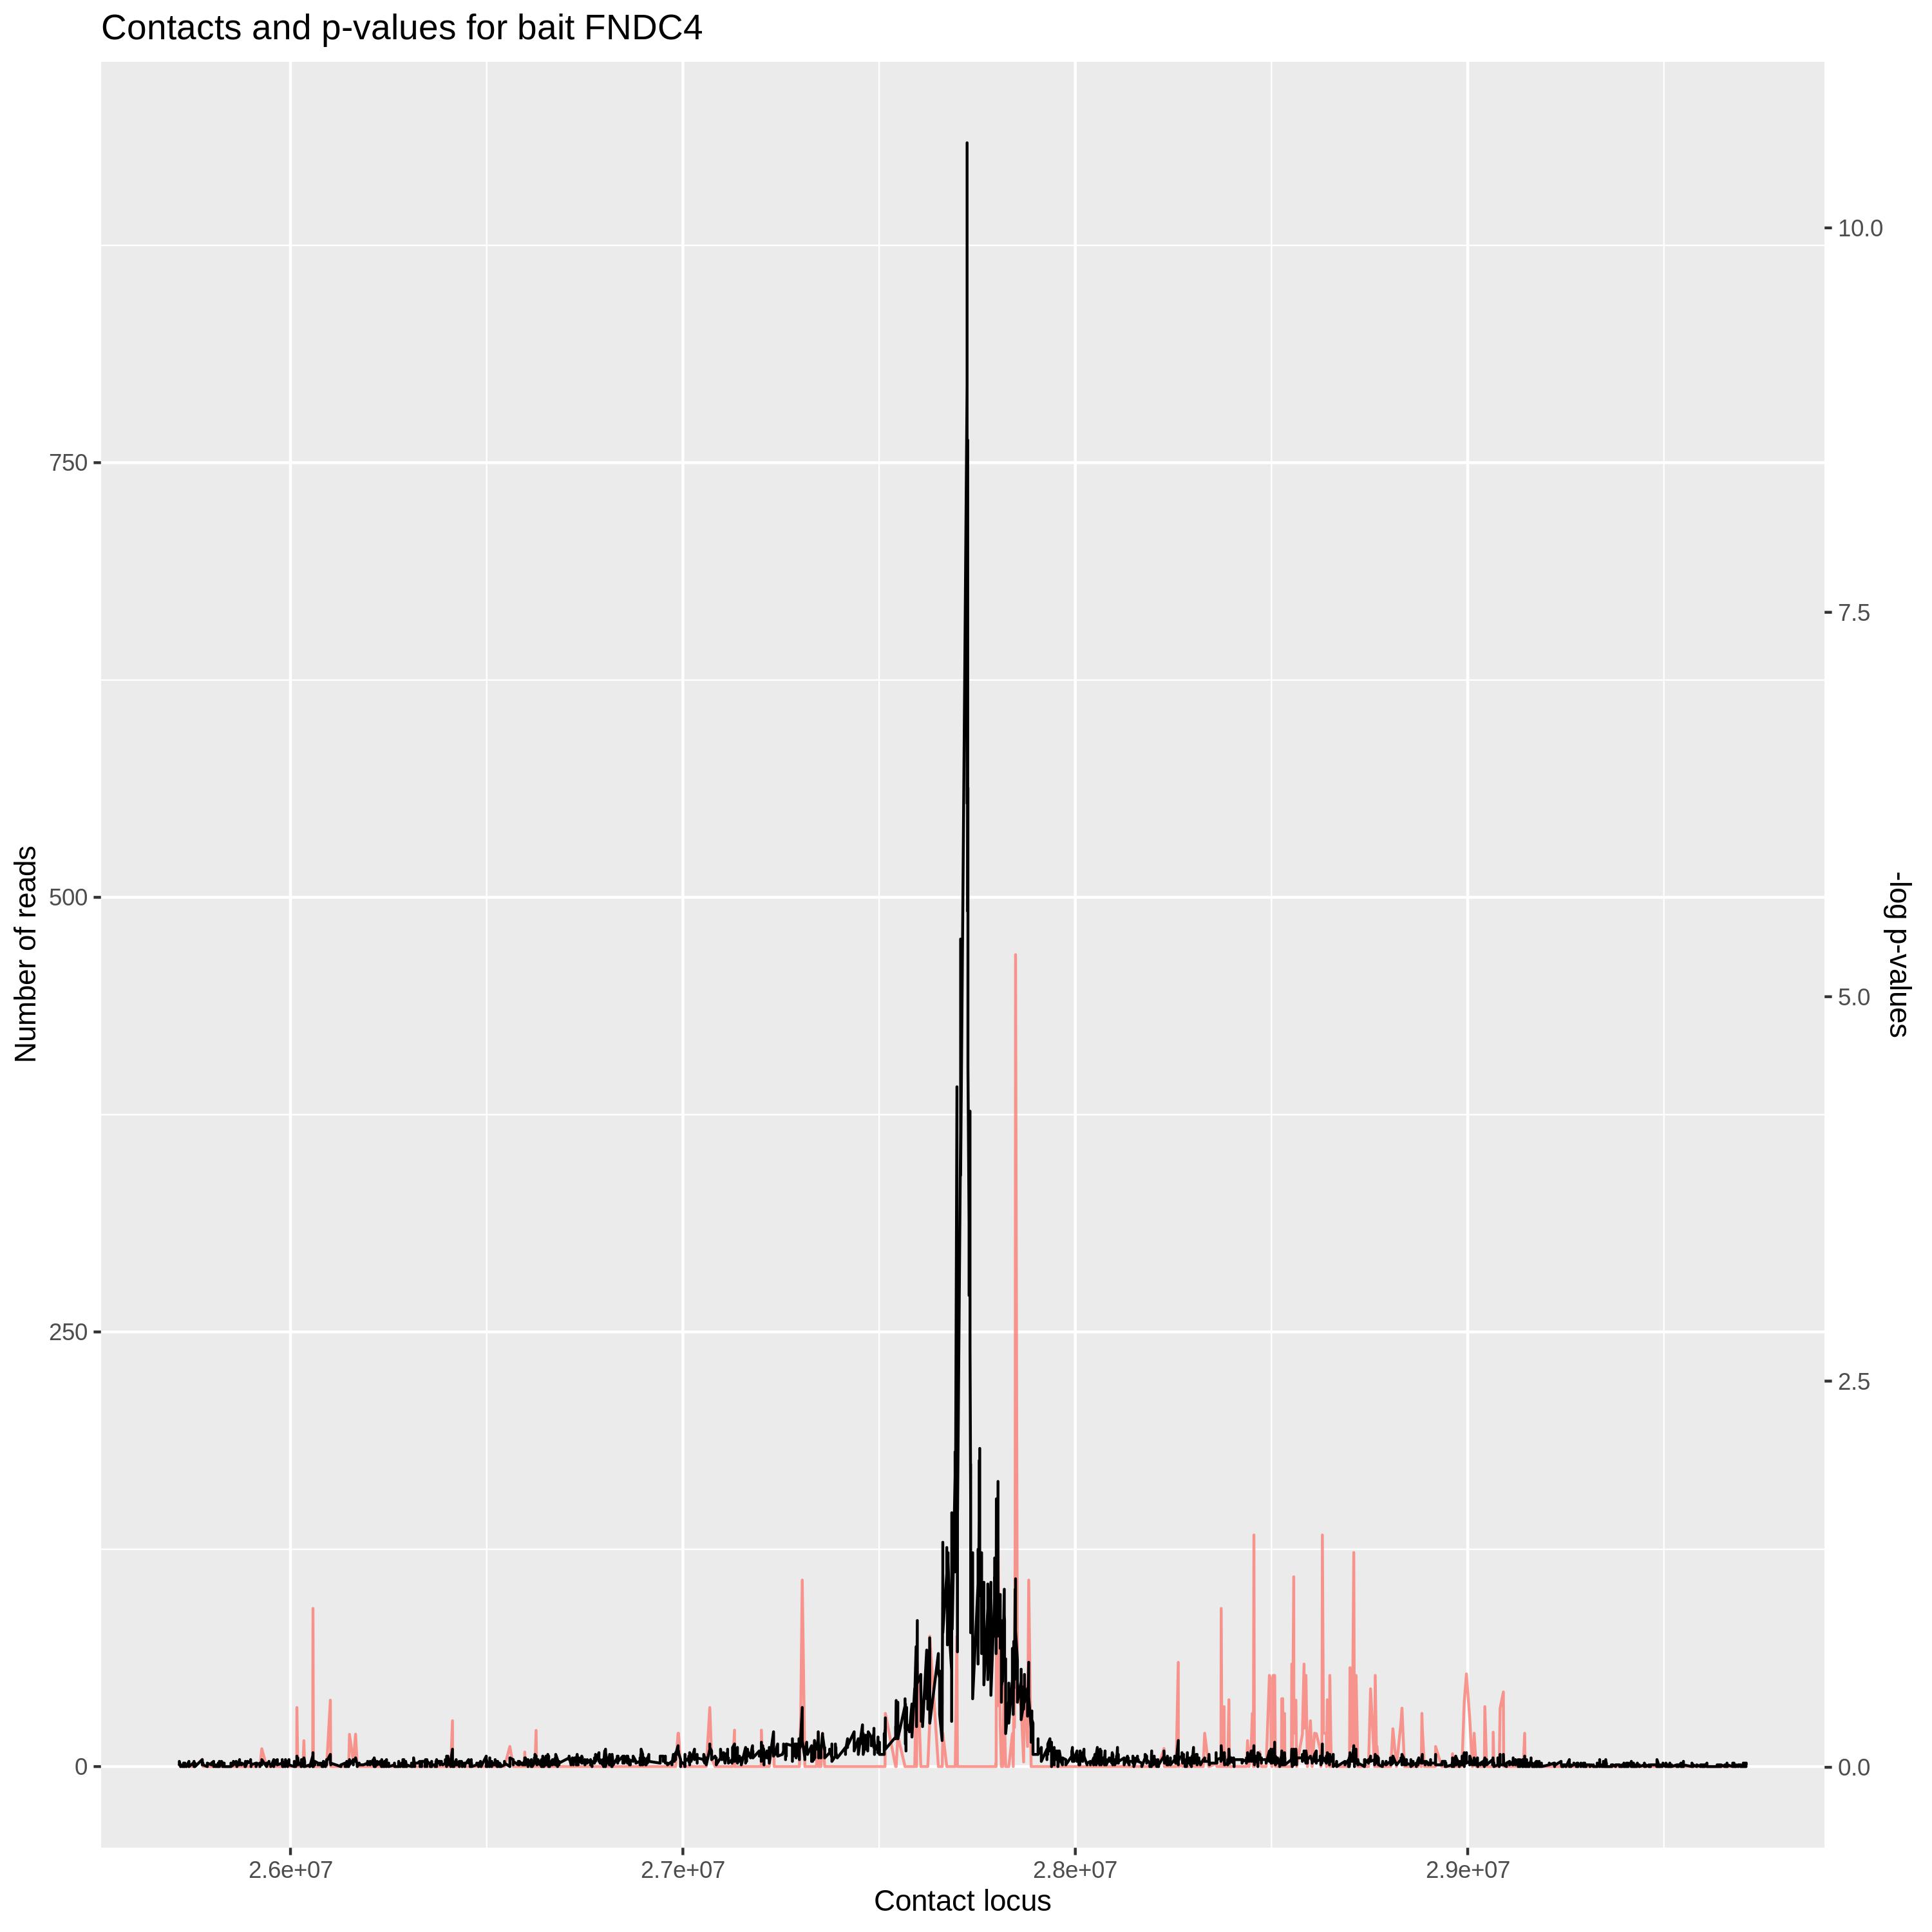 Contacts and p-values for bait FNDC4
Number of reads
750
500
250
0
10.0
7.5
5.0
2.5
0.0
-log p-values
2.6e+07
2.7e+07
2.8e+07
2.9e+07
Contact locus